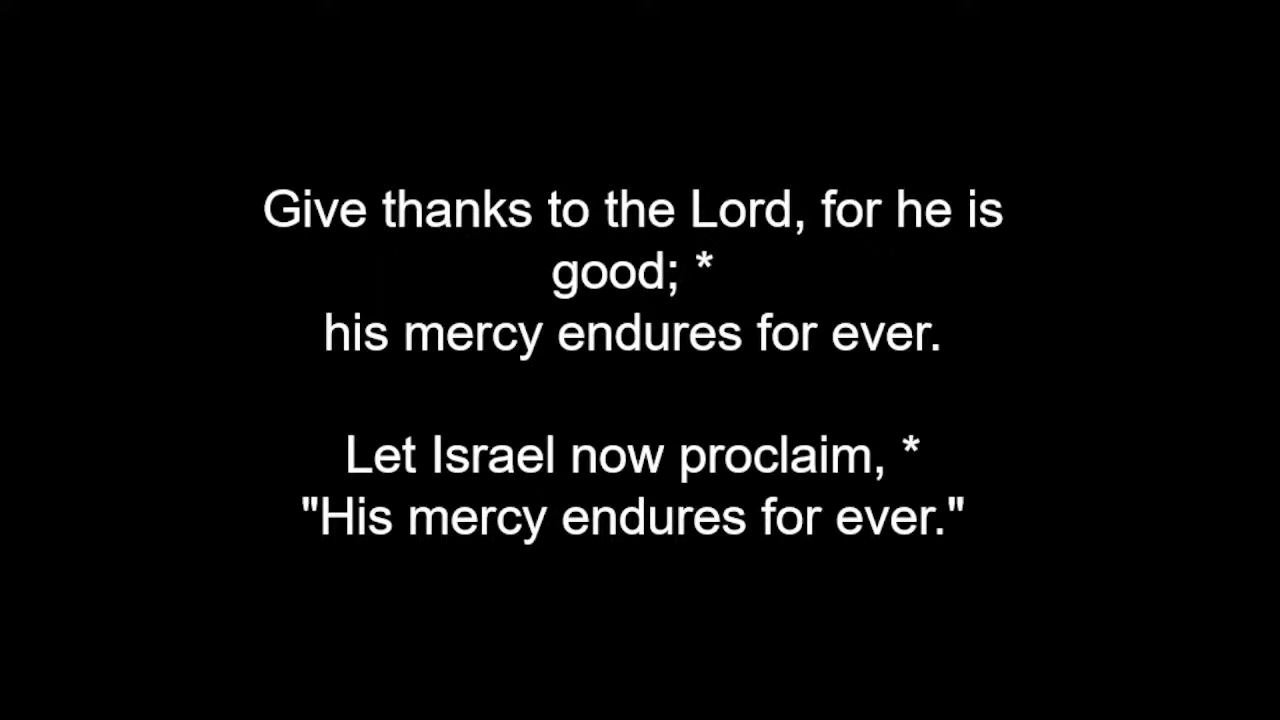 Give thanks to the Lord, for he is
good; *
his mercy endures for ever.
Let Israel now proclaim, *
"His mercy endures for ever."